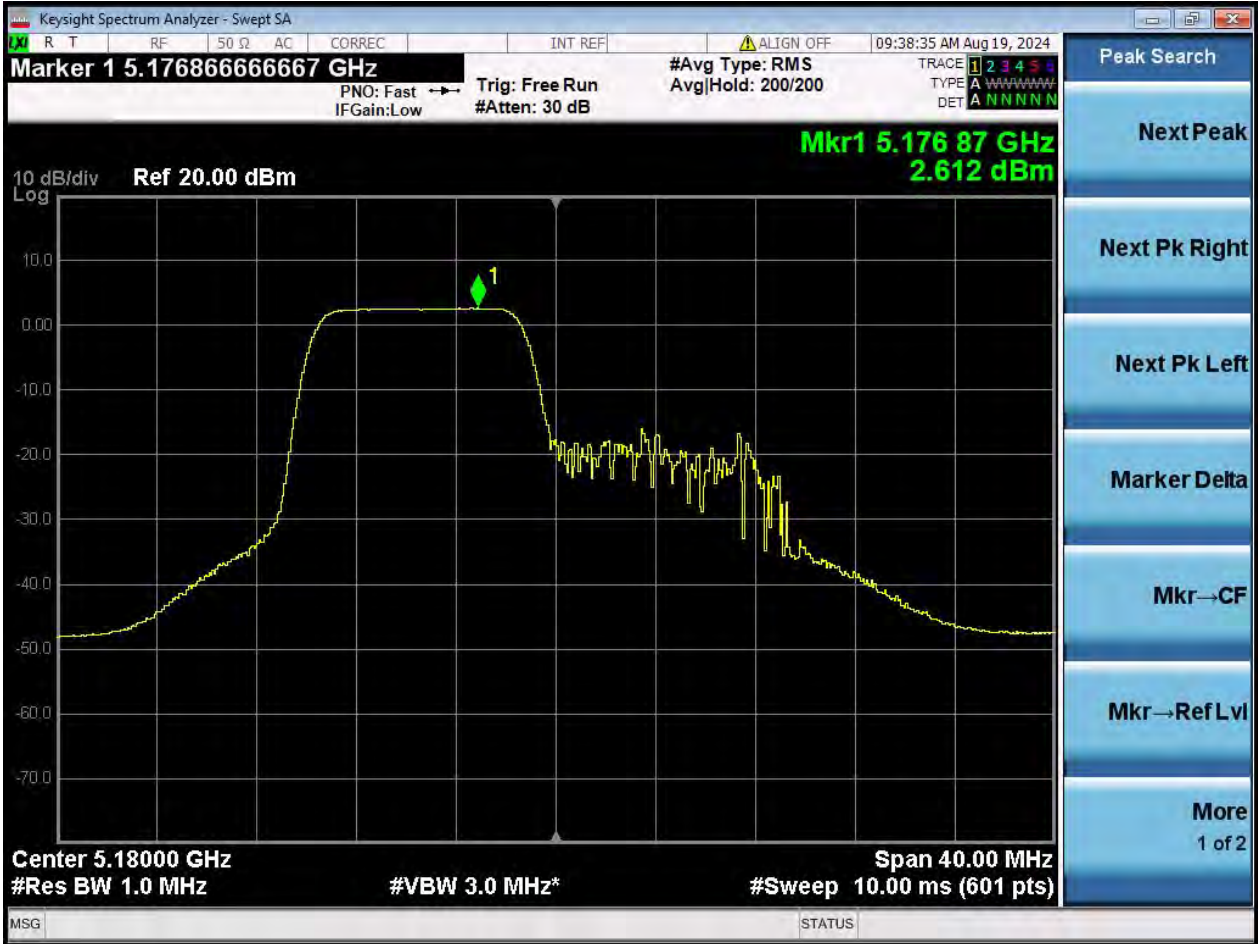 Keysight Spectrum Analyzer - Swept SA
LXI R T RF 50 Ω AC CORREC INT REF ALIGN OFF 09:38:35 AM Aug 19, 2024
Marker 1 5.176866666667 GHz
PNO: Fast
IFGain:Low
Trig: Free Run
#Atten: 30 dB
#Avg Type: RMS
Avg|Hold: 200/200
TRACE 1 2 3 4 5 6
TYPE A WWWWW
DET A N N N N N
Mkr1 5.176 87 GHz
2.612 dBm
10 dB/div Ref 20.00 dBm
Log
10.0
0.00
-10.0
-20.0
-30.0
-40.0
-50.0
-60.0
-70.0
1
Center 5.18000 GHz Span 40.00 MHz
#Res BW 1.0 MHz #VBW 3.0 MHz* #Sweep 10.00 ms (601 pts)
MSG STATUS
Peak Search
Next Peak
Next Pk Right
Next Pk Left
Marker Delta
Mkr→CF
Mkr→Ref Lvl
More
1 of 2